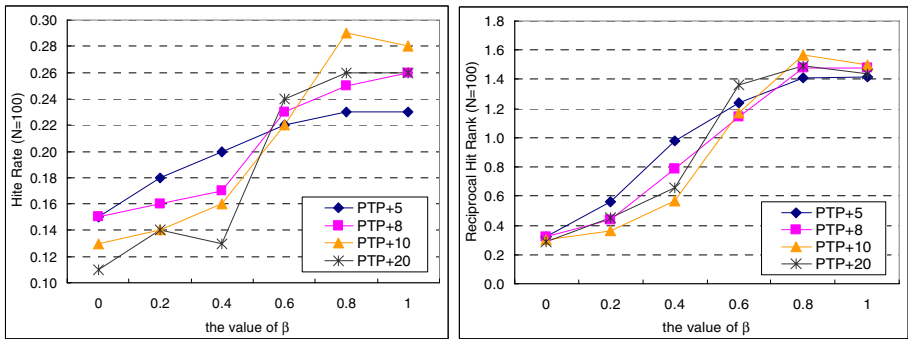 Hite Rate (N=100)
0.30
0.28
0.26
0.24
0.22
0.20
0.18
0.16
0.14
0.12
0.10
0 0.2 0.4 0.6 0.8 1
the value of β
PTP+5
PTP+8
PTP+10
PTP+20
Reciprocal Hit Rank (N=100)
1.8
1.6
1.4
1.2
1.0
0.8
0.6
0.4
0.2
0.0
0 0.2 0.4 0.6 0.8 1
the value of β
PTP+5
PTP+8
PTP+10
PTP+20